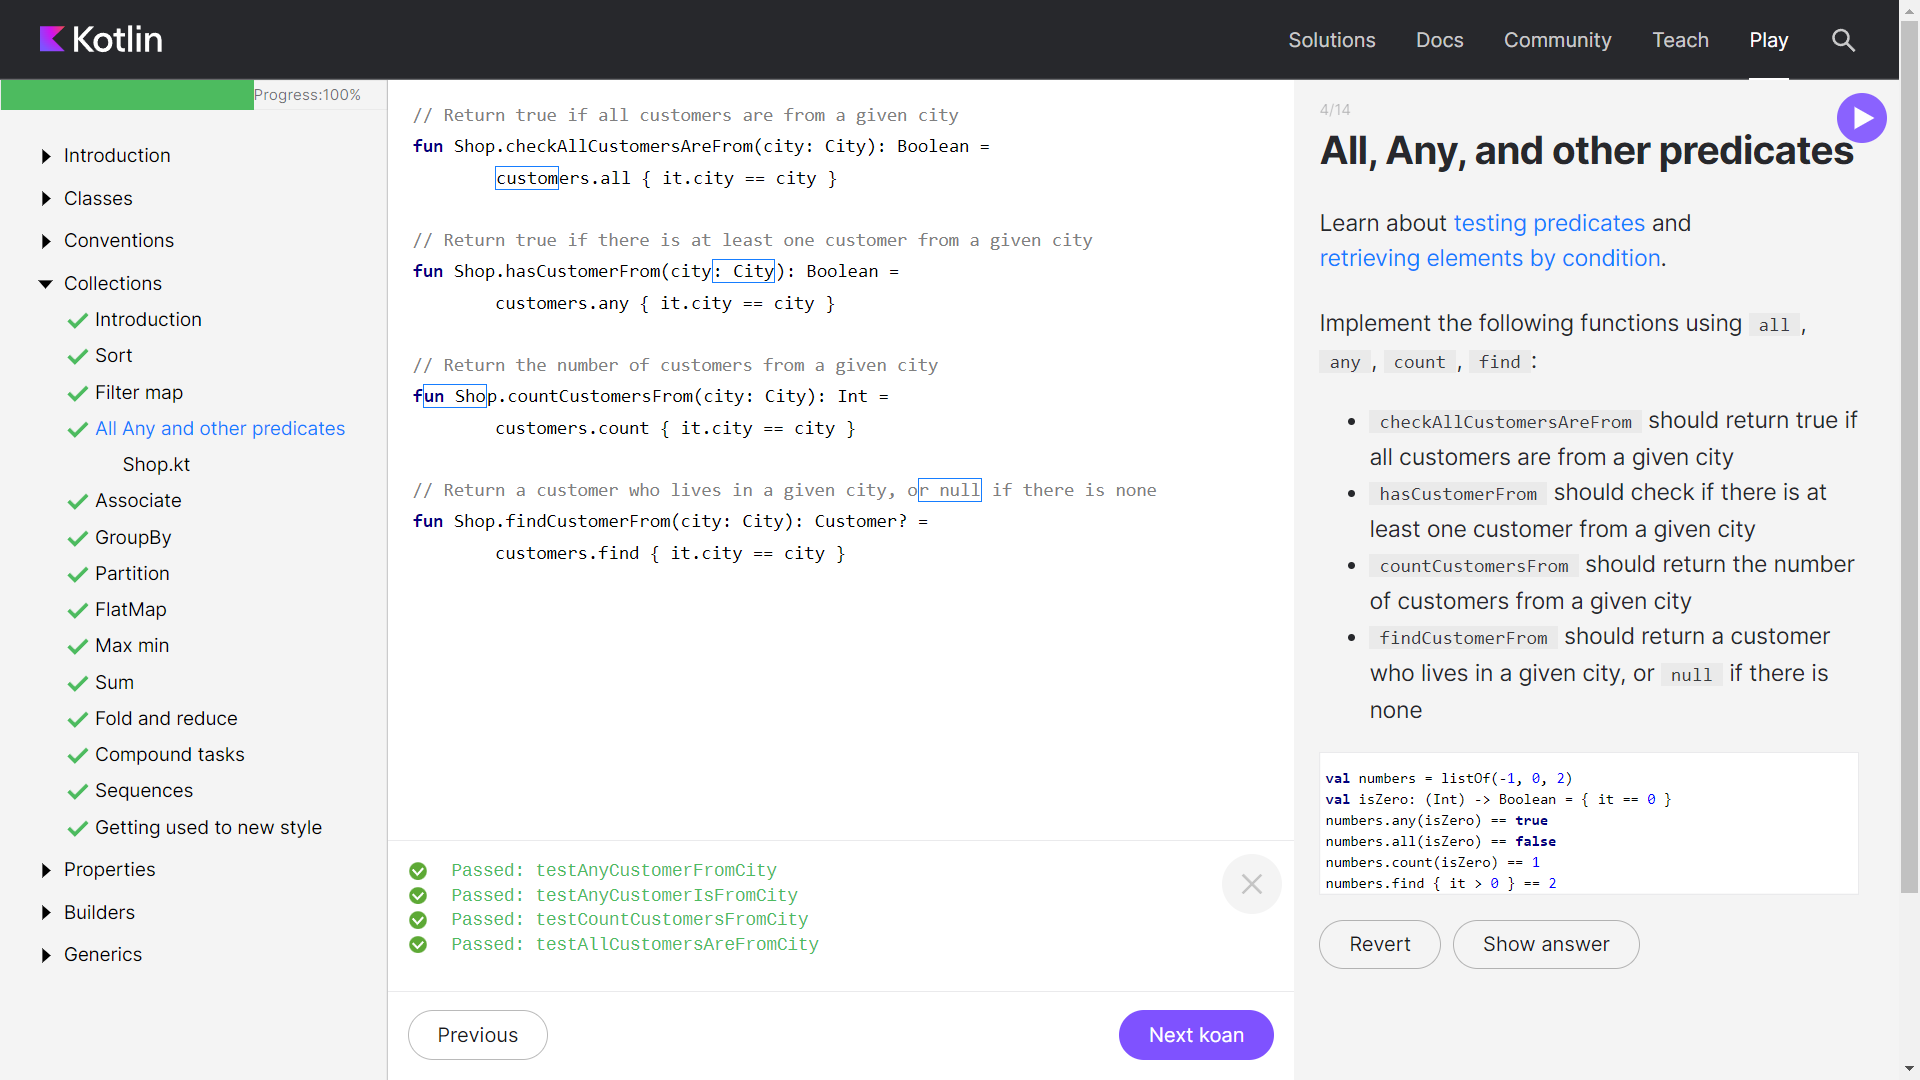 Kotlin
Solutions
Docs
Community
Teach
Play
Progress:100%
Introduction
Classes
Conventions
Collections
Introduction
Sort
Filter map
All Any and other predicates
Shop.kt
Associate
GroupBy
Partition
FlatMap
Max min
Sum
Fold and reduce
Compound tasks
Sequences
Getting used to new style
Properties
Builders
Generics
// Return true if all customers are from a given city
fun Shop.checkAllCustomersAreFrom(city: City): Boolean =
customers.all { it.city == city }
// Return true if there is at least one customer from a given city
fun Shop.hasCustomerFrom(city: City): Boolean =
customers.any { it.city == city }
// Return the number of customers from a given city
fun Shop.countCustomersFrom(city: City): Int =
customers.count { it.city == city }
// Return a customer who lives in a given city, or null if there is none
fun Shop.findCustomerFrom(city: City): Customer? =
customers.find { it.city == city }
Passed: testAnyCustomerFromCity
Passed: testAnyCustomerIsFromCity
Passed: testCountCustomersFromCity
Passed: testAllCustomersAreFromCity
Previous
Next koan
4/14
All, Any, and other predicates
Learn about testing predicates and
retrieving elements by condition.
Implement the following functions using all ,
any , count , find :
• checkAllCustomersAreFrom should return true if
all customers are from a given city
• hasCustomerFrom should check if there is at
least one customer from a given city
• countCustomersFrom should return the number
of customers from a given city
• findCustomerFrom should return a customer
who lives in a given city, or null if there is
none
val numbers = listOf(-1, 0, 2)
val isZero: (Int) -> Boolean = { it == 0 }
numbers.any(isZero) == true
numbers.all(isZero) == false
numbers.count(isZero) == 1
numbers.find { it > 0 } == 2
Revert
Show answer